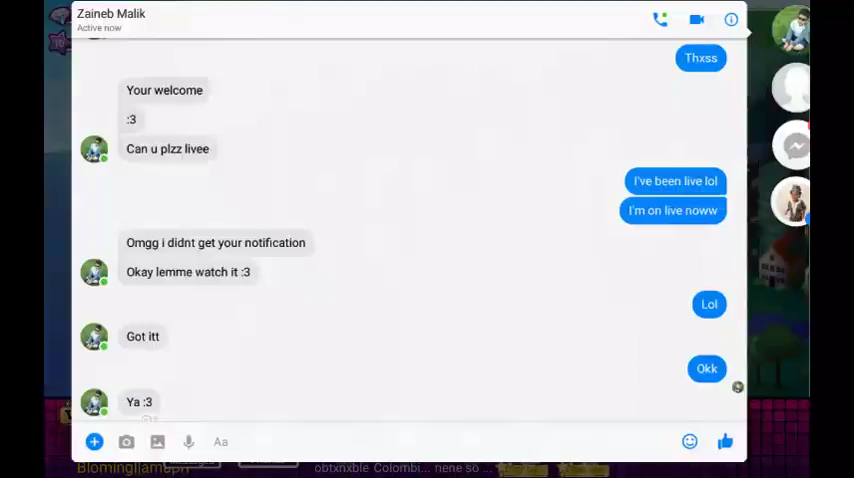 Zaineb Malik
Active now
Thxss
Your welcome
:3
Can u plzz livee
I've been live lol
I'm on live noww
Omgg i didnt get your notification
Okay lemme watch it :3
Lol
Got itt
Okk
Ya :3
Aa
obtxnxble Colombi... nene so ...